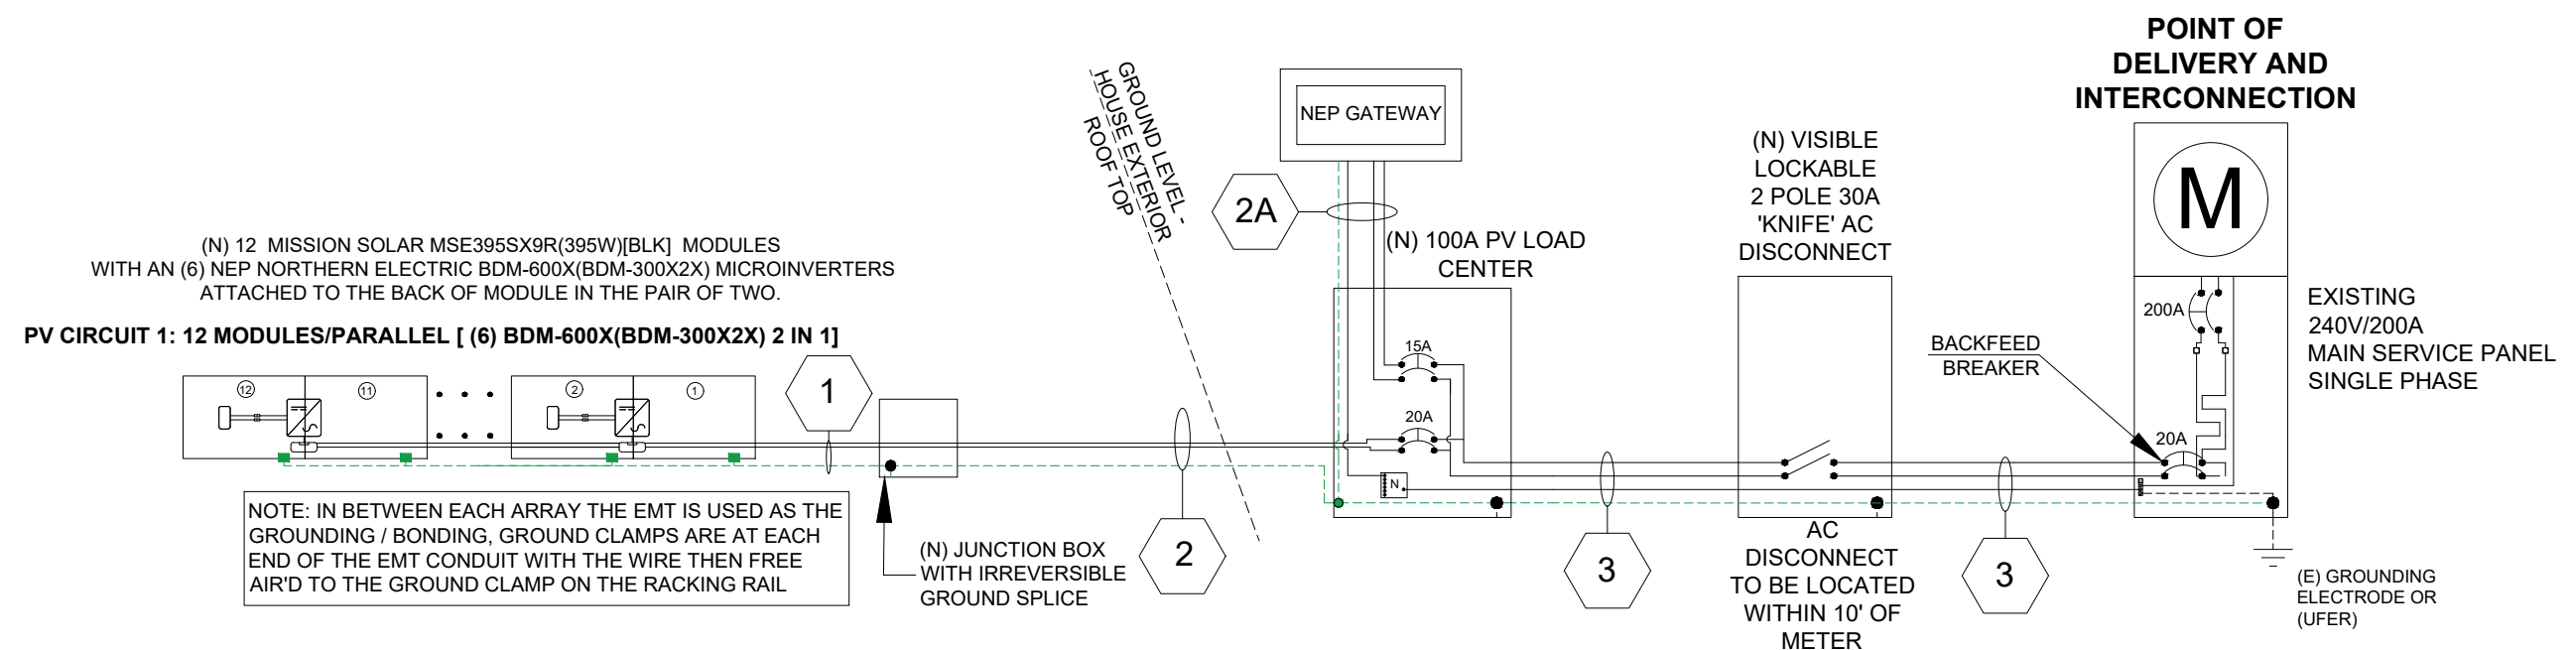 POINT OF
DELIVERY AND
INTERCONNECTION
GROUND LEVEL -
HOUSE EXTERIOR
ROOF TOP
NEP GATEWAY
M
(N) VISIBLE
LOCKABLE
2 POLE 30A
'KNIFE' AC
DISCONNECT
2A
(N) 100A PV LOAD
CENTER
(N) 12 MISSION SOLAR MSE395SX9R(395W)[BLK] MODULES
WITH AN (6) NEP NORTHERN ELECTRIC BDM-600X(BDM-300X2X) MICROINVERTERS
ATTACHED TO THE BACK OF MODULE IN THE PAIR OF TWO.
PV CIRCUIT 1: 12 MODULES/PARALLEL [ (6) BDM-600X(BDM-300X2X) 2 IN 1]
12
11
2
1
1
15A
20A
N
200A
EXISTING
240V/200A
MAIN SERVICE PANEL
SINGLE PHASE
BACKFEED
BREAKER
20A
NOTE: IN BETWEEN EACH ARRAY THE EMT IS USED AS THE
GROUNDING / BONDING, GROUND CLAMPS ARE AT EACH
END OF THE EMT CONDUIT WITH THE WIRE THEN FREE
AIR'D TO THE GROUND CLAMP ON THE RACKING RAIL
(N) JUNCTION BOX
WITH IRREVERSIBLE
GROUND SPLICE
2
3
AC
DISCONNECT
TO BE LOCATED
WITHIN 10' OF
METER
3
(E) GROUNDING
ELECTRODE OR
(UFER)